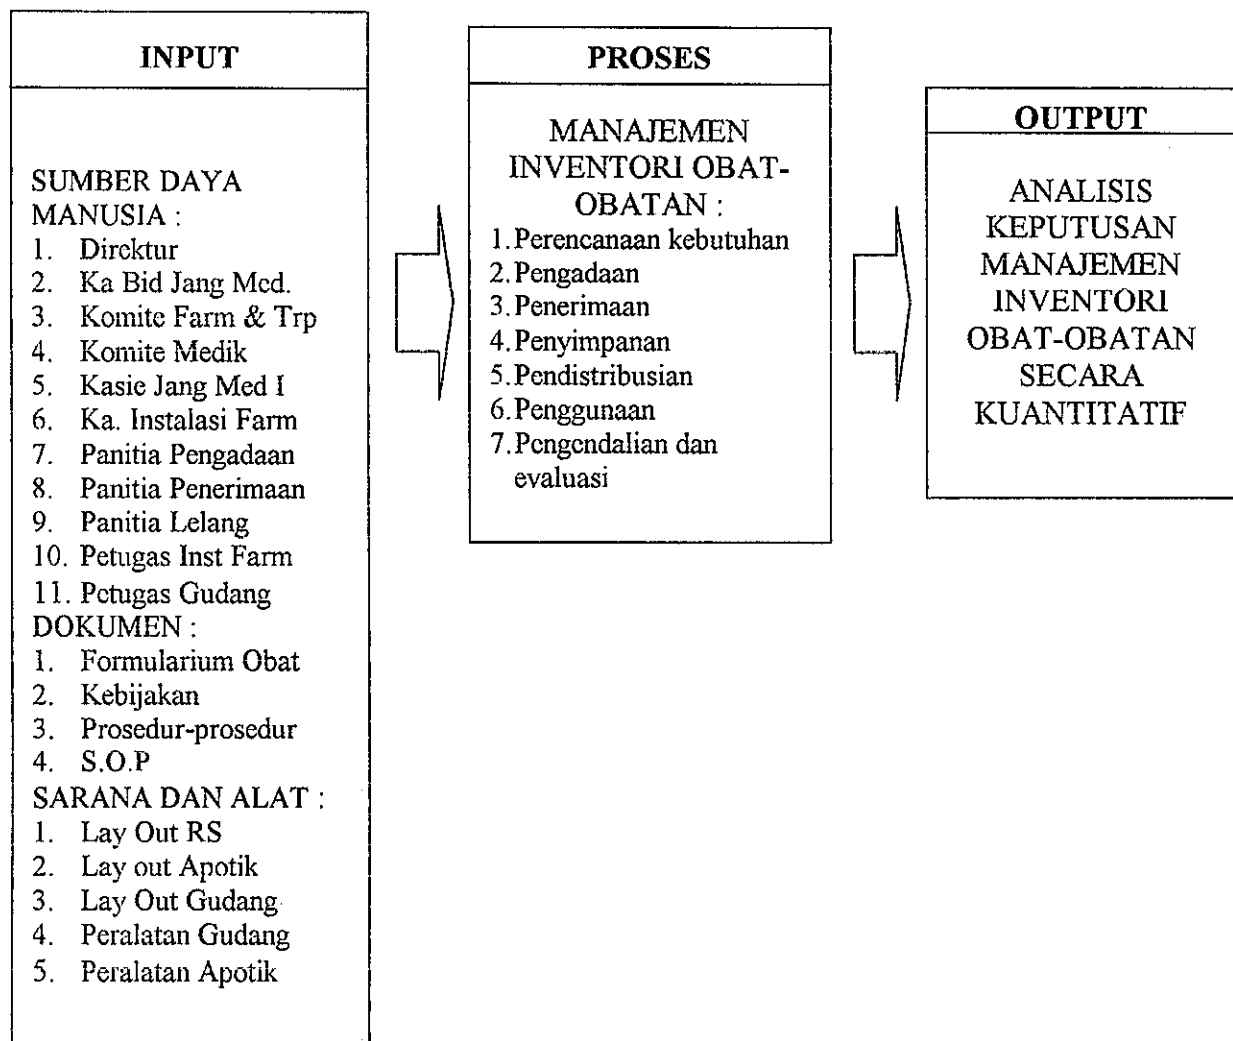 INPUT
SUMBER DAYA
MANUSIA :
1. Direktur
2. Ka Bid Jang Med.
3. Komite Farm & Trp
4. Komite Medik
5. Kasie Jang Med I
6. Ka. Instalasi Farm
7. Panitia Pengadaan
8. Panitia Penerimaan
9. Panitia Lelang
10. Petugas Inst Farm
11. Petugas Gudang
DOKUMEN :
1. Formularium Obat
2. Kebijakan
3. Prosedur-prosedur
4. S.O.P
SARANA DAN ALAT :
1. Lay Out RS
2. Lay out Apotik
3. Lay Out Gudang
4. Peralatan Gudang
5. Peralatan Apotik
PROSES
MANAJEMEN
INVENTORI OBAT-
OBATAN :
1. Perencanaan kebutuhan
2. Pengadaan
3. Penerimaan
4. Penyimpanan
5. Pendistribusian
6. Penggunaan
7. Pengendalian dan
evaluasi
OUTPUT
ANALISIS
KEPUTUSAN
MANAJEMEN
INVENTORI
OBAT-OBATAN
SECARA
KUANTITATIF